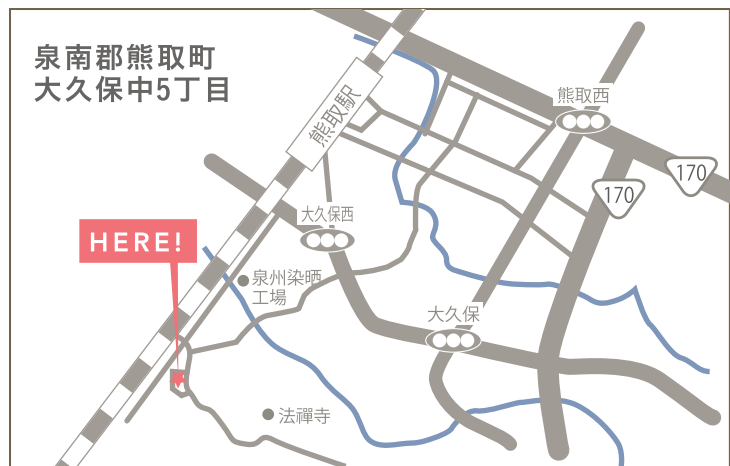 泉南郡熊取町
大久保中5丁目
熊取駅
熊取西
170
170
大久保西
HERE!
泉州染晒
工場
大久保
法禪寺